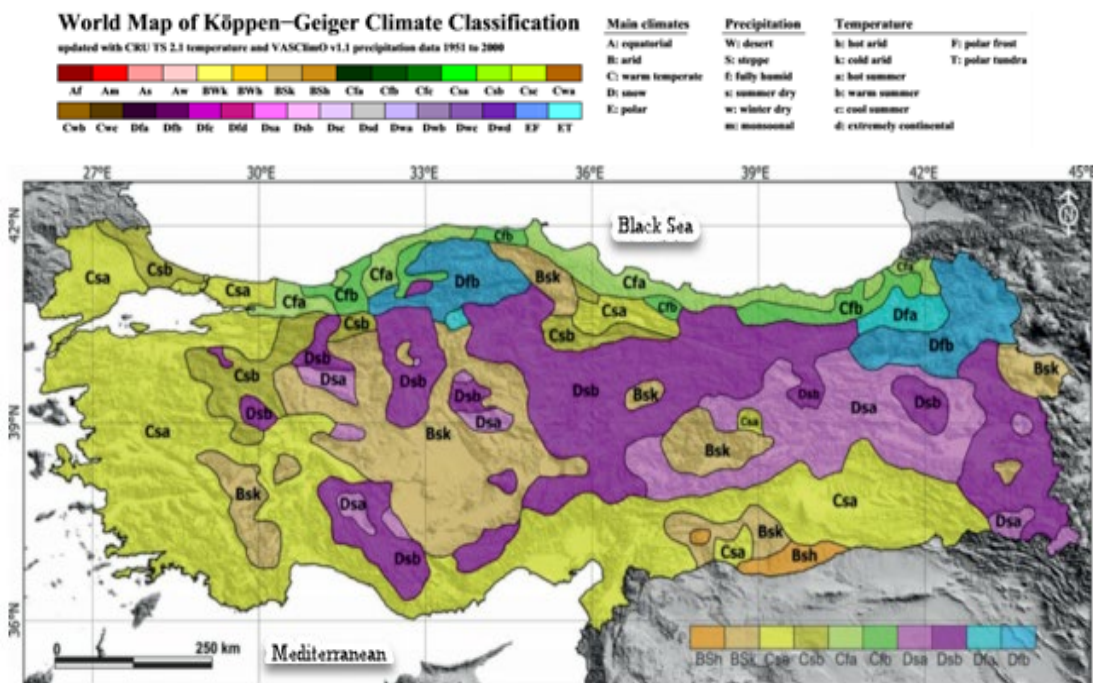 World Map of Köppen−Geiger Climate Classification
updated with CRU TS 2.1 temperature and VASClimO v1.1 precipitation data 1951 to 2000
Af Am As Aw BWk BWh BSk BSh Cfa Cfb Cfc Csa Csb Csc Cwa
Cwb Cwc Dfa Dfb Dfc Dfd Dsa Dsb Dsc Dsd Dwa Dwb Dwc Dwd EF ET
Main climates
A: equatorial
B: arid
C: warm temperate
D: snow
E: polar
Precipitation
W: desert
S: steppe
f: fully humid
s: summer dry
w: winter dry
m: monsoonal
Temperature
h: hot arid
k: cold arid
a: hot summer
b: warm summer
c: cool summer
d: extremely continental
F: polar frost
T: polar tundra
27°E 30°E 33°E 36°E 39°E 42°E 45°
42°N
39°N
36°N
N
Black Sea
Cfb
Csa Csb Cfa Dfb Bsk Cfa Cfa
Csa Cfa Cfb Csa Cfb Cfb Dfa
Csb Csb Dfb
Csb Dsb Dsa Dsb Dsb Dsb Bsk Dsb Dsa Dsb Bsk
Dsb Dsa Csa
Csa Bsk Bsk
Bsk Dsa Csa Dsa
Dsb Csa Bsk Bsh
0 250 km
Mediterranean
BSh BSk Csa Csb Cfa Cfb Dsa Dsb Dfa Dfb